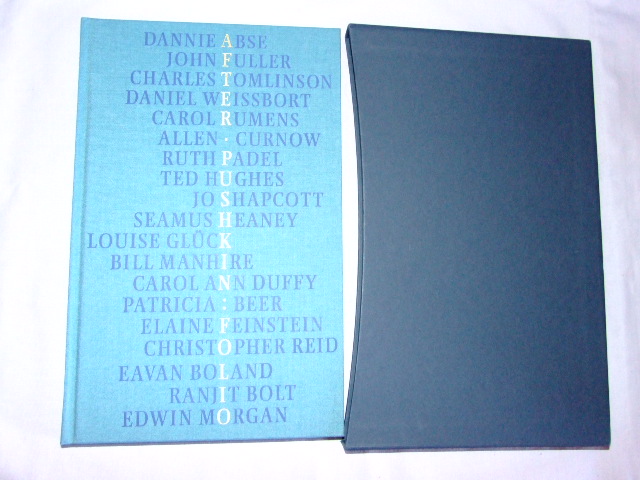 DANNIE ABSE
JOHN FULLER
CHARLES TOMLINSON
DANIEL WEISSBORT
CAROL RUMENS
ALLEN · CURNOW
RUTH PADEL
TED HUGHES
JO SHAPCOTT
SEAMUS HEANEY
LOUISE GLÜCK
BILL MANHIRE
CAROL ANN DUFFY
PATRICIA : BEER
ELAINE FEINSTEIN
CHRISTOPHER REID
EAVAN BOLAND
RANJIT BOLT
EDWIN MORGAN